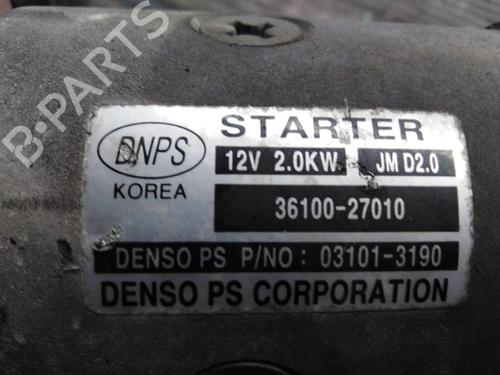 B-PARTS
STARTER
DNPS
12V 2.0KW JM D2.0
KOREA
36100-27010
DENSO PS P/NO: 03101-3190
DENSO PS CORPORATION